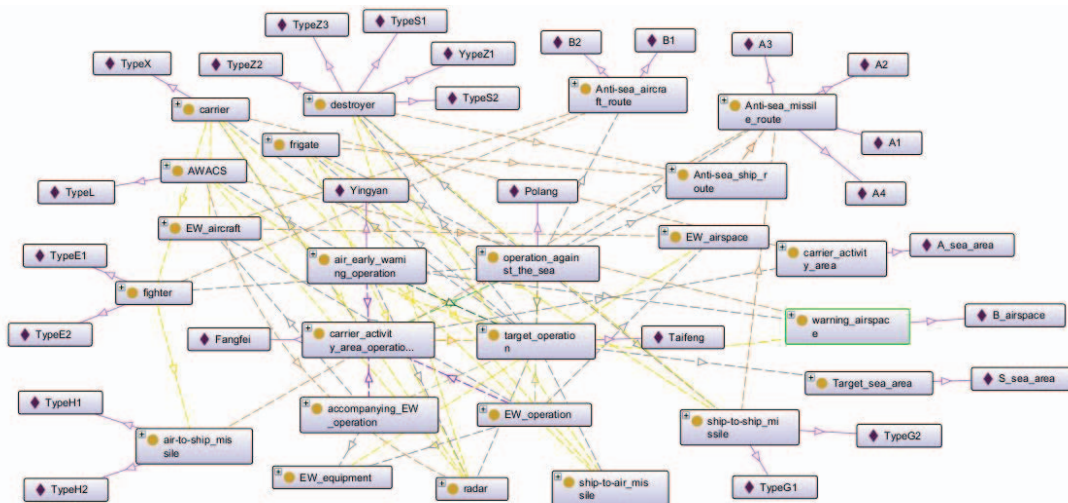 TypeZ3
TypeS1
B2
B1
A3
TypeX
TypeZ2
YypeZ1
A2
TypeS2
Anti-sea_aircra
ft_route
carrier
destroyer
Anti-sea_missil
e_route
frigate
A1
AWACS
Anti-sea_ship_r
oute
TypeL
Yingyan
Polang
A4
EW_aircraft
EW_airspace
carrier_activit
y_area
A_sea_area
TypeE1
air_early_warni
ng_operation
operation_again
st_the_sea
fighter
B_airspace
warning_airspac
e
TypeE2
Fangfei
carrier_activit
y_area_operatio...
target_operatio
n
Taifeng
Target_sea_area
S_sea_area
TypeH1
accompanying_EW
_operation
EW_operation
ship-to-ship_mi
ssile
TypeG2
air-to-ship_mis
sile
TypeH2
EW_equipment
radar
ship-to-air_mis
sile
TypeG1